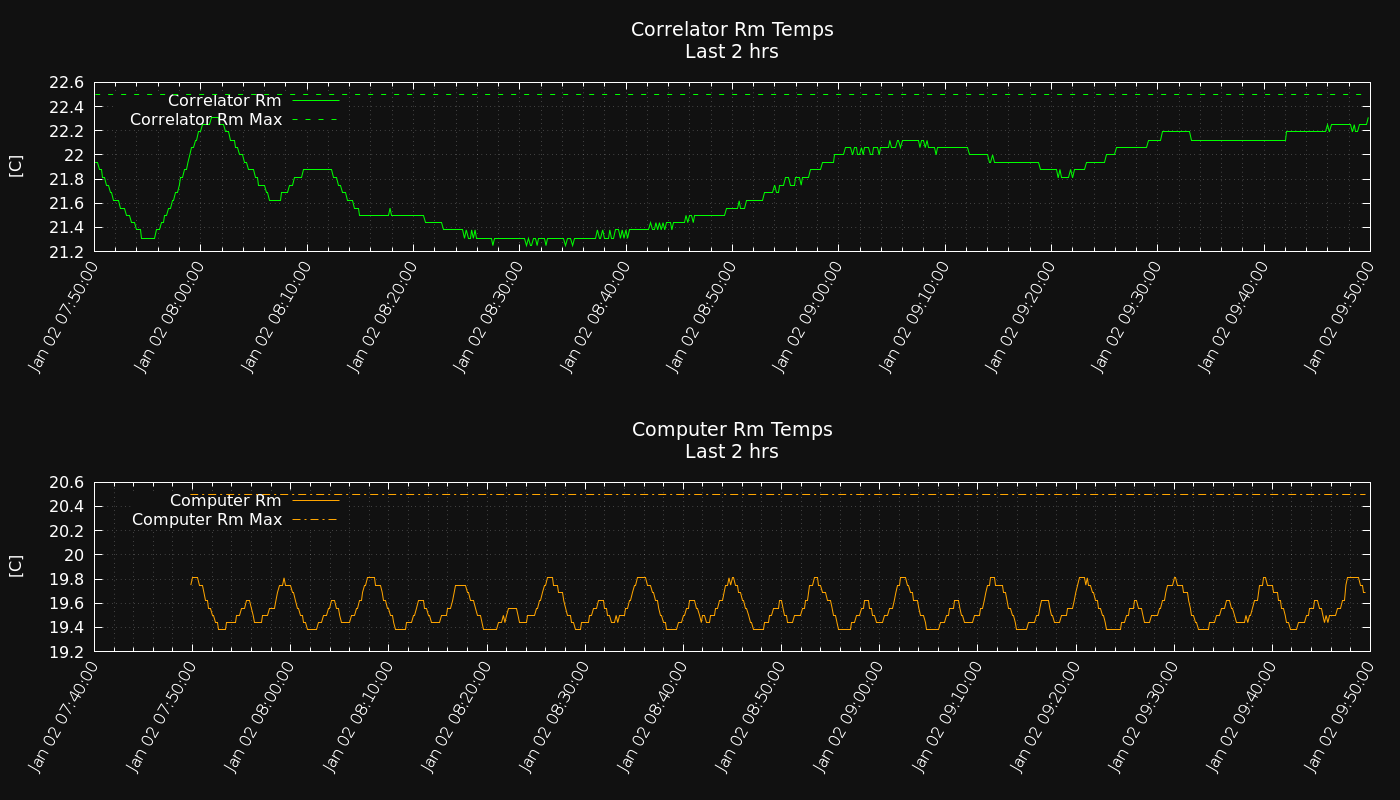 Correlator Rm Temps
Last 2 hrs
[C]
22.6
22.4
22.2
22
21.8
21.6
21.4
21.2
Correlator Rm
Correlator Rm Max
Jan 02 07:50:00
Jan 02 08:00:00
Jan 02 08:10:00
Jan 02 08:20:00
Jan 02 08:30:00
Jan 02 08:40:00
Jan 02 08:50:00
Jan 02 09:00:00
Jan 02 09:10:00
Jan 02 09:20:00
Jan 02 09:30:00
Jan 02 09:40:00
Jan 02 09:50:00
Computer Rm Temps
Last 2 hrs
[C]
20.6
20.4
20.2
20
19.8
19.6
19.4
19.2
Computer Rm
Computer Rm Max
Jan 02 07:40:00
Jan 02 07:50:00
Jan 02 08:00:00
Jan 02 08:10:00
Jan 02 08:20:00
Jan 02 08:30:00
Jan 02 08:40:00
Jan 02 08:50:00
Jan 02 09:00:00
Jan 02 09:10:00
Jan 02 09:20:00
Jan 02 09:30:00
Jan 02 09:40:00
Jan 02 09:50:00